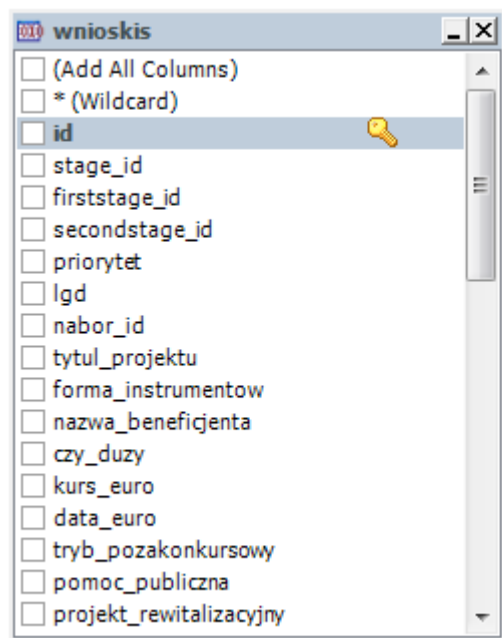 wnioskis
(Add All Columns)
* (Wildcard)
id
stage_id
firststage_id
secondstage_id
priorytet
lgd
nabor_id
tytul_projektu
forma_instrumentow
nazwa_beneficjenta
czy_duzy
kurs_euro
data_euro
tryb_pozakonkursowy
pomoc_publiczna
projekt_rewitalizacyjny